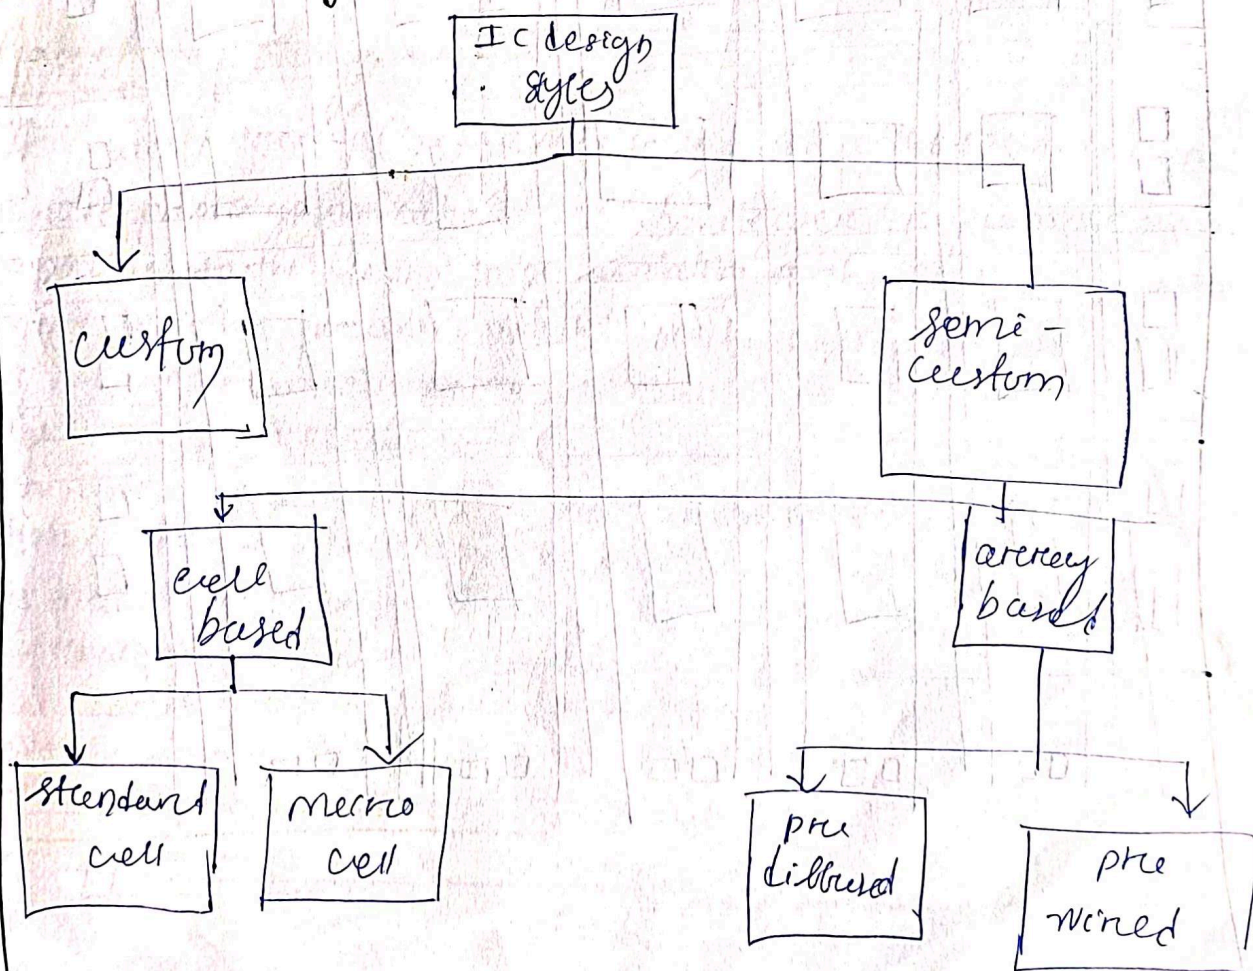 IC design
styles
custom
semi-
custom
cell
based
array
based
standard
cell
macro
cell
pre
diffused
pre
wired